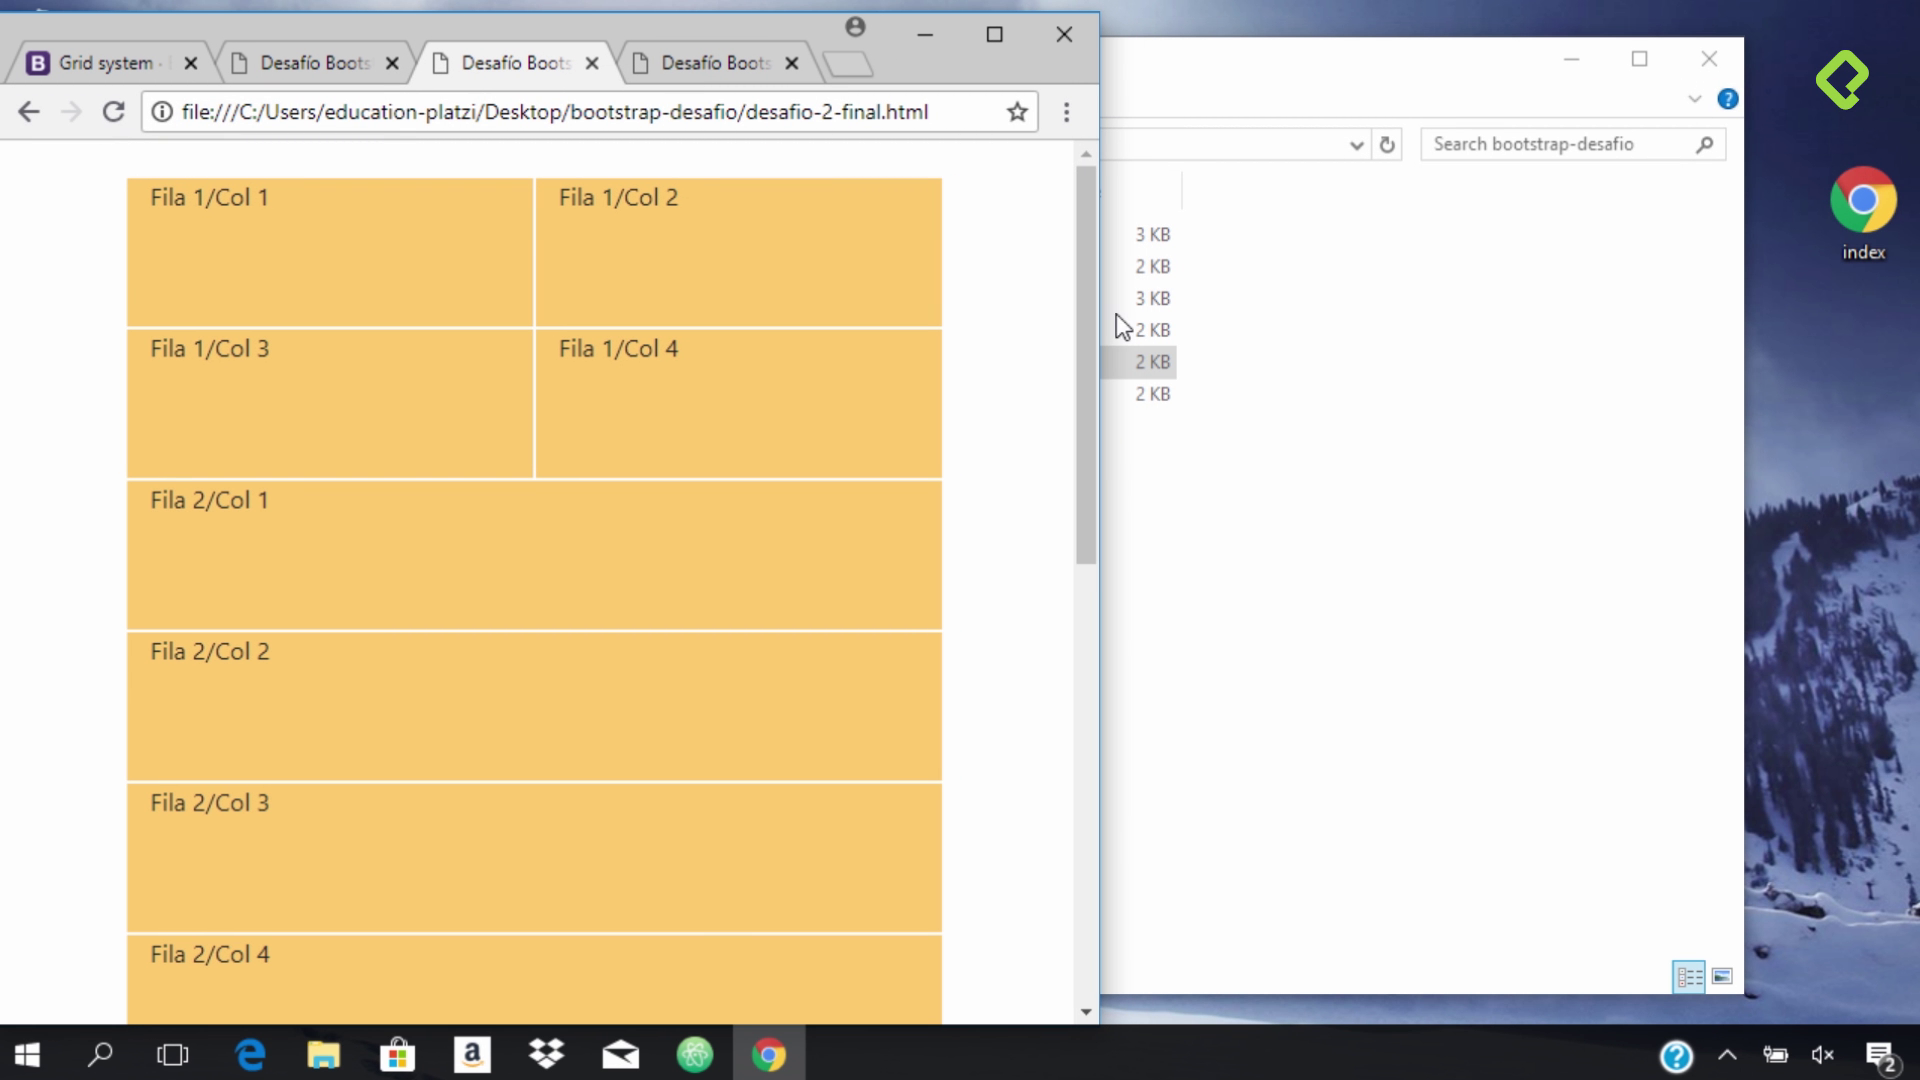 Grid system
Desafío Boots
Desafío Boots
Desafío Boots
file:///C:/Users/education-platzi/Desktop/bootstrap-desafio/desafio-2-final.html
Search bootstrap-desafio
Fila 1/Col 1
Fila 1/Col 2
Fila 1/Col 3
Fila 1/Col 4
Fila 2/Col 1
Fila 2/Col 2
Fila 2/Col 3
Fila 2/Col 4
3 KB
2 KB
3 KB
2 KB
2 KB
2 KB
index
2